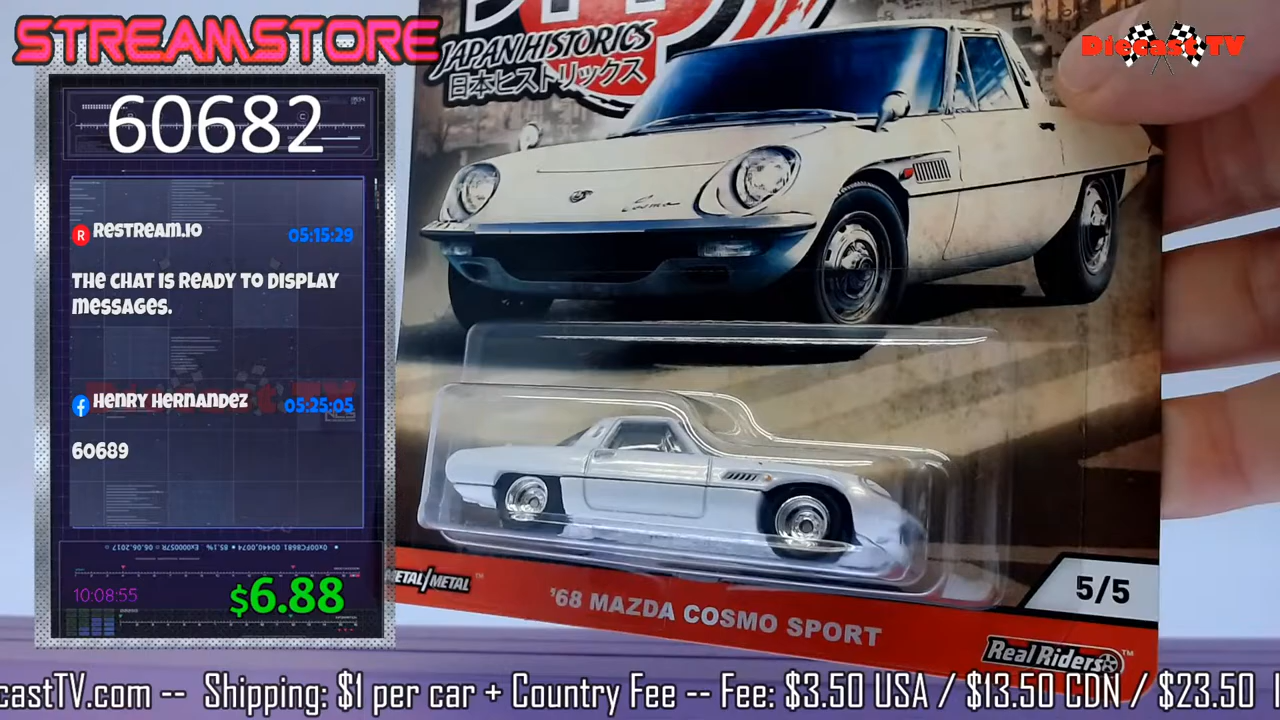 STREAMSTORE
60682
R Restream.io 05:15:29
The chat is ready to display
messages.
Henry Hernandez 05:25:05
60689
10:08:55
$6.88
JAPAN HISTORICS
日本ヒストリックス
Diecast TV
Cosmo
METAL/METAL™
'68 MAZDA COSMO SPORT
5/5
Real Riders™
castTV.com -- Shipping: $1 per car + Country Fee -- Fee: $3.50 USA / $13.50 CDN / $23.50